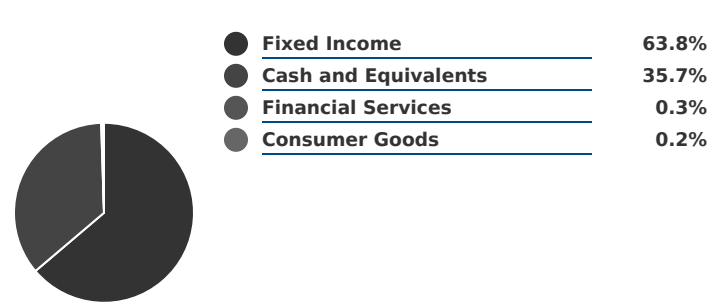 Fixed Income 63.8%
Cash and Equivalents 35.7%
Financial Services 0.3%
Consumer Goods 0.2%